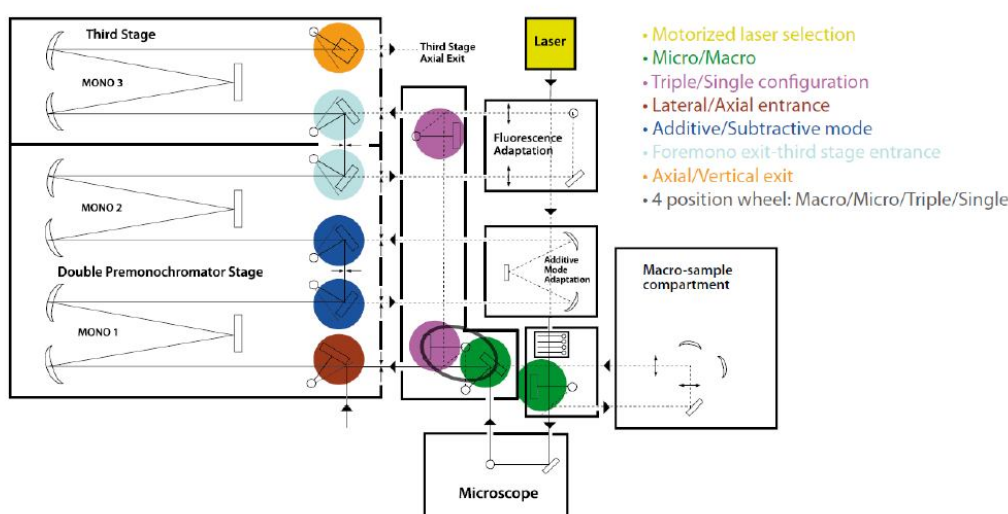 Third Stage
MONO 3
Third Stage
Axial Exit
Laser
Fluorescence
Adaptation
MONO 2
Double Premonochromator Stage
MONO 1
Additive
Mode
Adaptation
Macro-sample
compartment
Microscope
• Motorized laser selection
• Micro/Macro
• Triple/Single configuration
• Lateral/Axial entrance
• Additive/Subtractive mode
• Foremono exit-third stage entrance
• Axial/Vertical exit
• 4 position wheel: Macro/Micro/Triple/Single